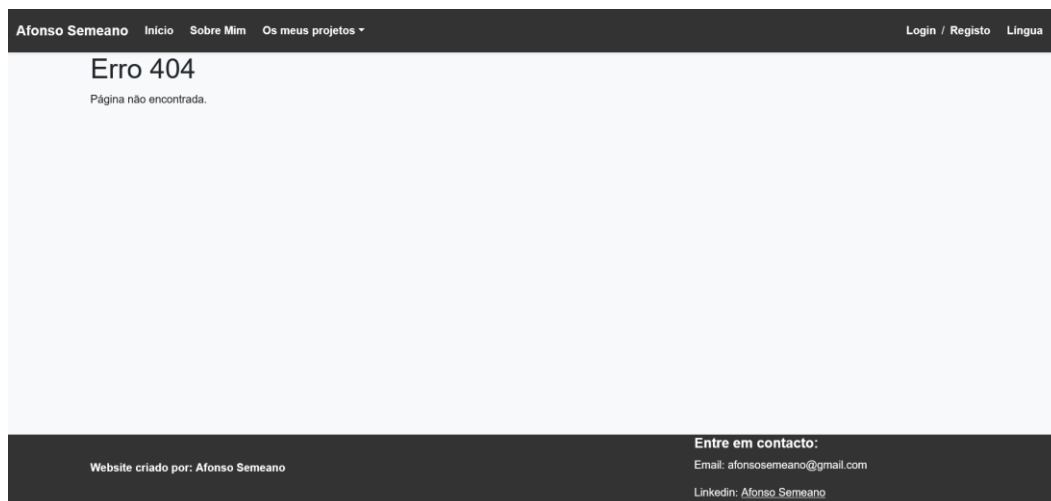 Afonso Semeano Início Sobre Mim Os meus projetos Login / Registo Língua
Erro 404
Página não encontrada.
Entre em contacto:
Website criado por: Afonso Semeano
Email: afonsosemeano@gmail.com
Linkedin: Afonso Semeano